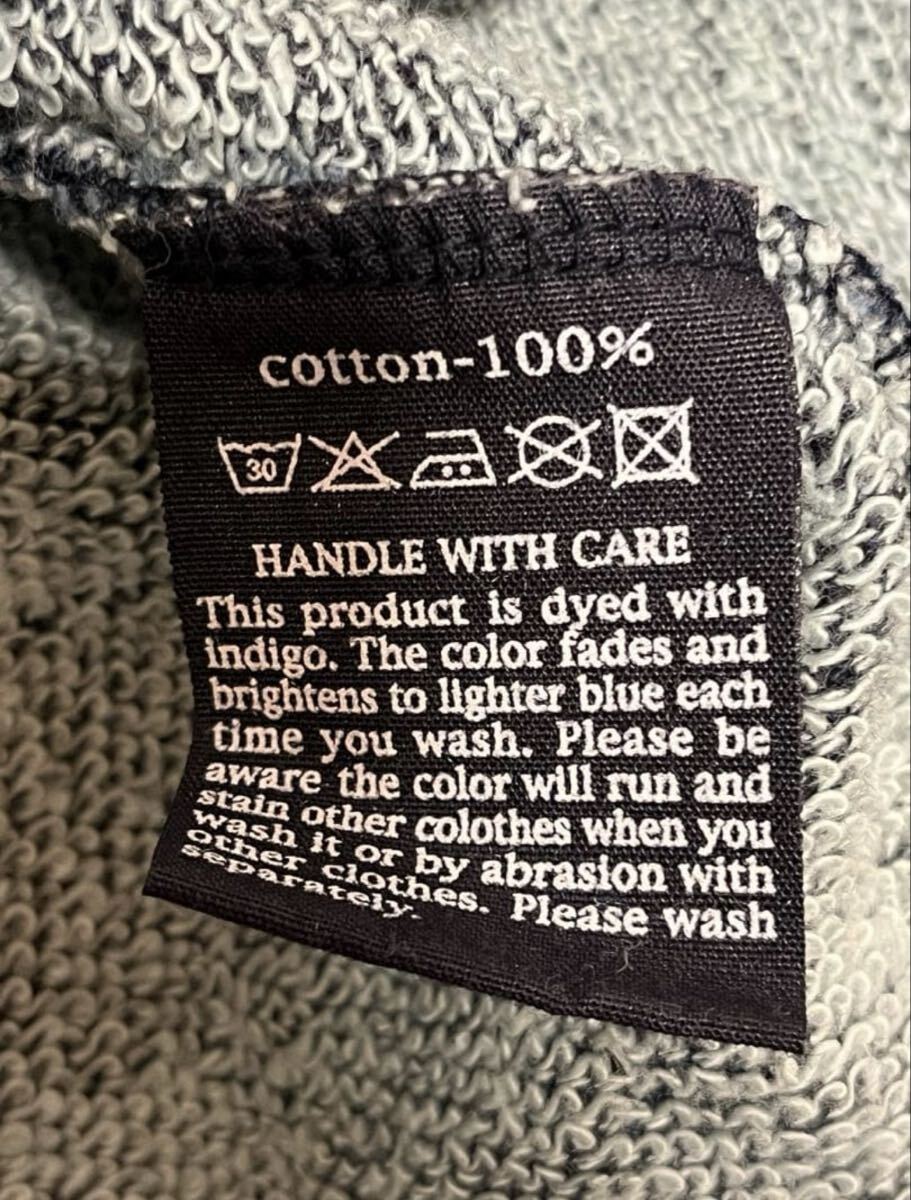 cotton-100%
30
HANDLE WITH CARE
This product is dyed with
indigo. The color fades and
brightens to lighter blue each
time you wash. Please be
aware the color will run and
stain other colothes when you
wash it or by abrasion with
other clothes. Please wash
separately.